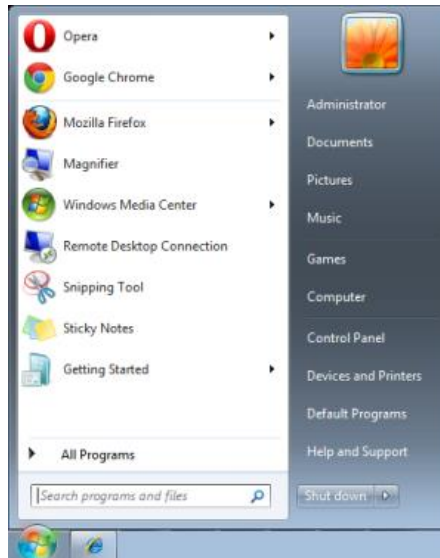 Opera
Google Chrome
Mozilla Firefox
Magnifier
Windows Media Center
Remote Desktop Connection
Snipping Tool
Sticky Notes
Getting Started
All Programs
Search programs and files
Administrator
Documents
Pictures
Music
Games
Computer
Control Panel
Devices and Printers
Default Programs
Help and Support
Shut down